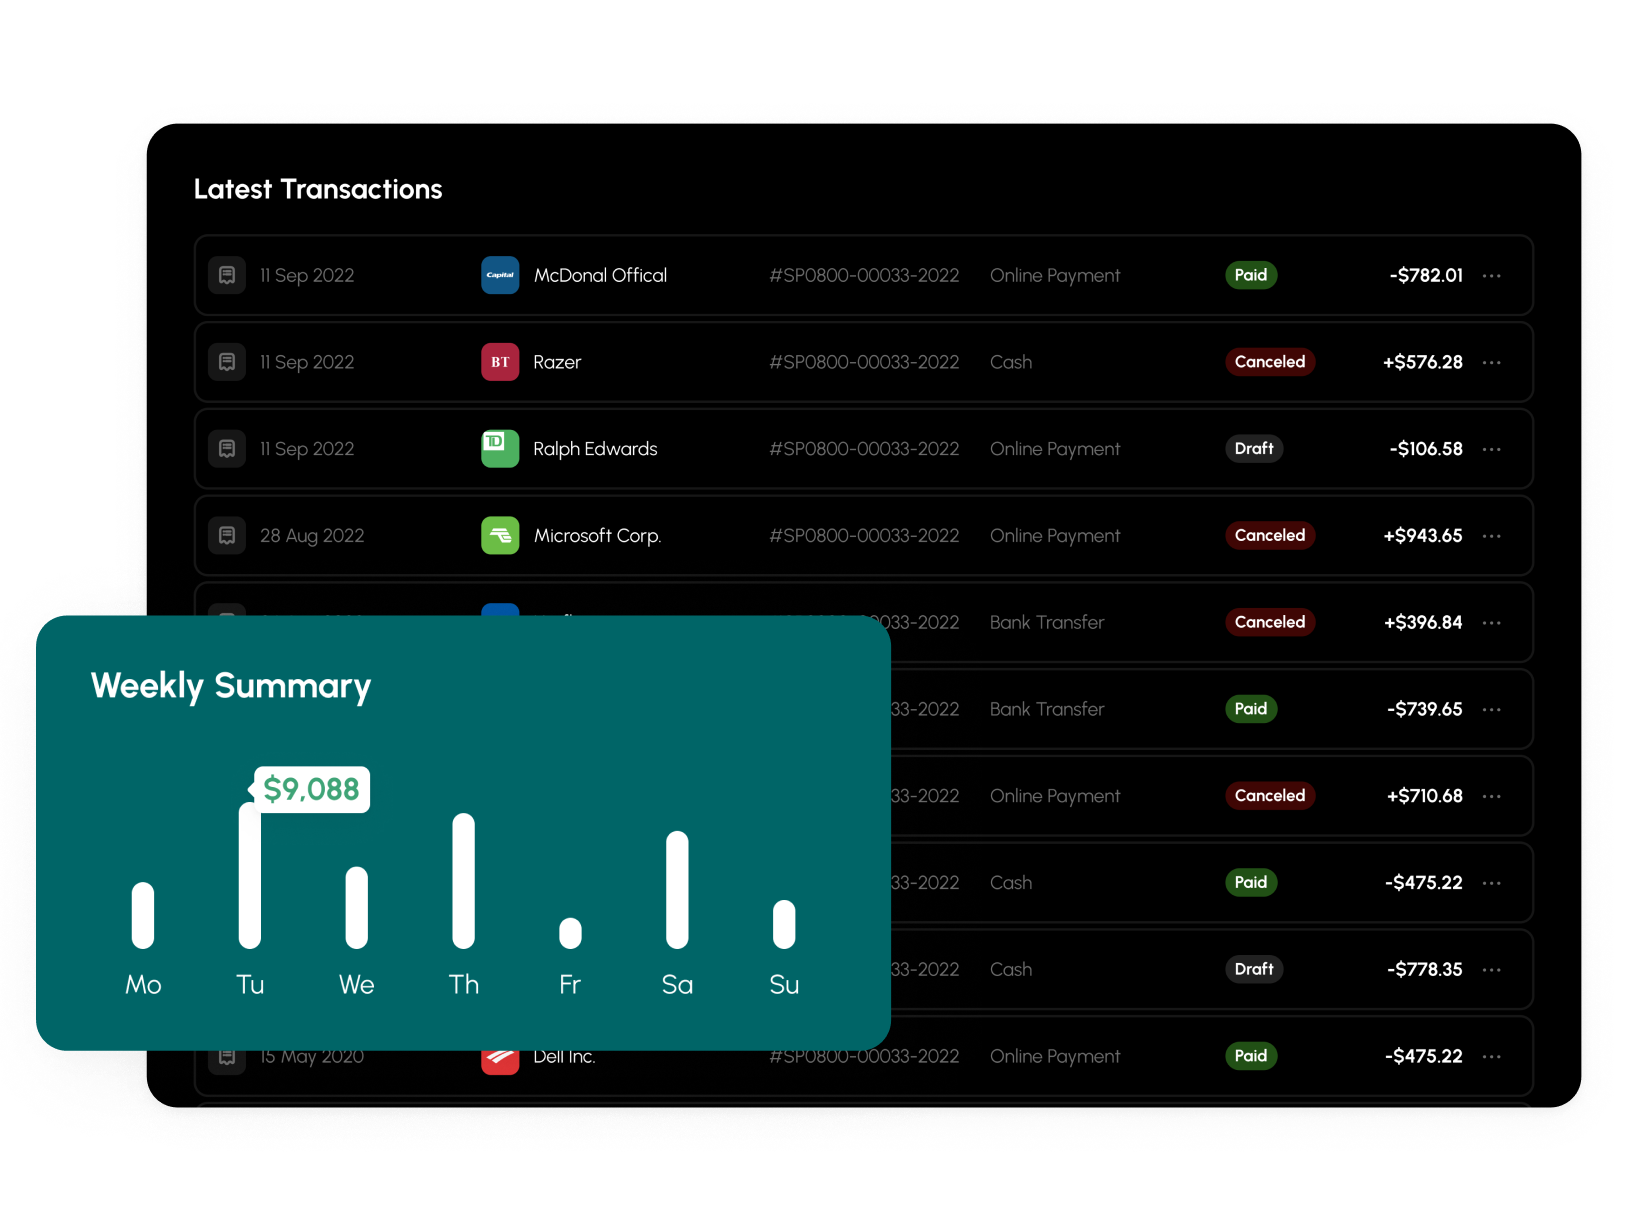 Latest Transactions
11 Sep 2022 Capital McDonal Offical #SP0800-00033-2022 Online Payment Paid -$782.01
11 Sep 2022 BT Razer #SP0800-00033-2022 Cash Canceled +$576.28
11 Sep 2022 TD Ralph Edwards #SP0800-00033-2022 Online Payment Draft -$106.58
28 Aug 2022 Microsoft Corp. #SP0800-00033-2022 Online Payment Canceled +$943.65
00033-2022 Bank Transfer Canceled +$396.84
33-2022 Bank Transfer Paid -$739.65
33-2022 Online Payment Canceled +$710.68
33-2022 Cash Paid -$475.22
33-2022 Cash Draft -$778.35
15 May 2020 Dell Inc. #SP0800-00033-2022 Online Payment Paid -$475.22
Weekly Summary
$9,088
Mo Tu We Th Fr Sa Su